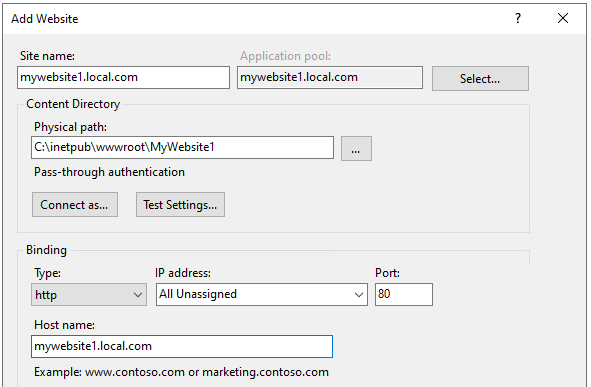 Add Website ?
Site name: Application pool:
mywebsite1.local.com mywebsite1.local.com Select...
Content Directory
Physical path:
C:\inetpub\wwwroot\MyWebsite1 ...
Pass-through authentication
Connect as... Test Settings...
Binding
Type: IP address: Port:
http All Unassigned 80
Host name:
mywebsite1.local.com
Example: www.contoso.com or marketing.contoso.com